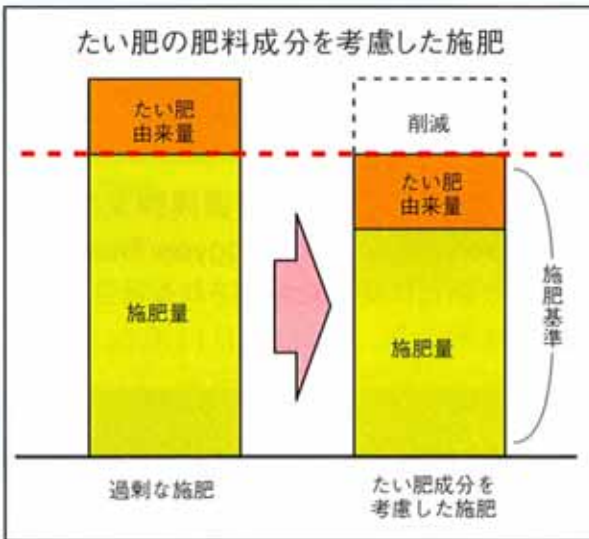 たい肥の肥料成分を考慮した施肥
たい肥
由来量
施肥量
削減
たい肥
由来量
施肥量
施肥基準
過剰な施肥
たい肥成分を
考慮した施肥